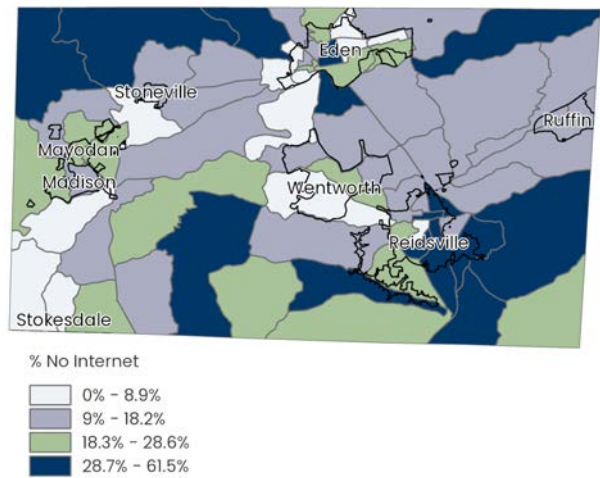 Eden
Stoneville
Ruffin
Mayodan
Madison
Wentworth
Reidsville
Stokesdale
% No Internet
0% - 8.9%
9% - 18.2%
18.3% - 28.6%
28.7% - 61.5%